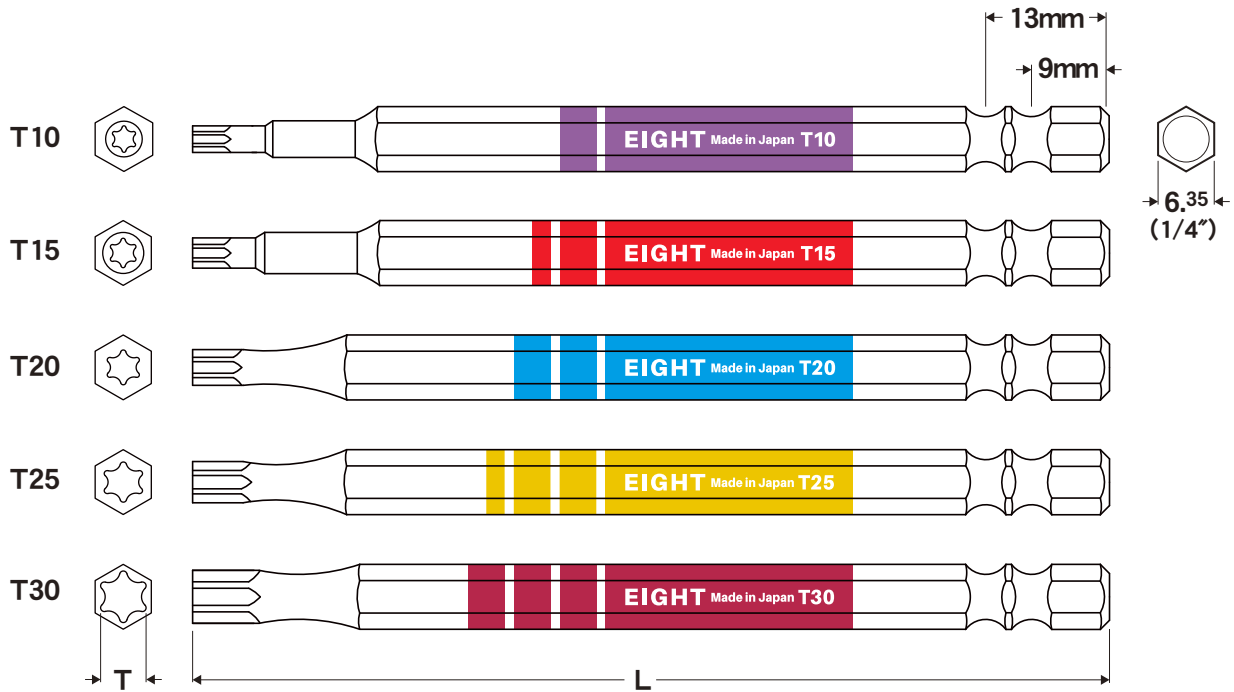 13mm
9mm
T10
EIGHT Made in Japan T10
6.35
(1/4″)
T15
EIGHT Made in Japan T15
T20
EIGHT Made in Japan T20
T25
EIGHT Made in Japan T25
T30
EIGHT Made in Japan T30
T
L